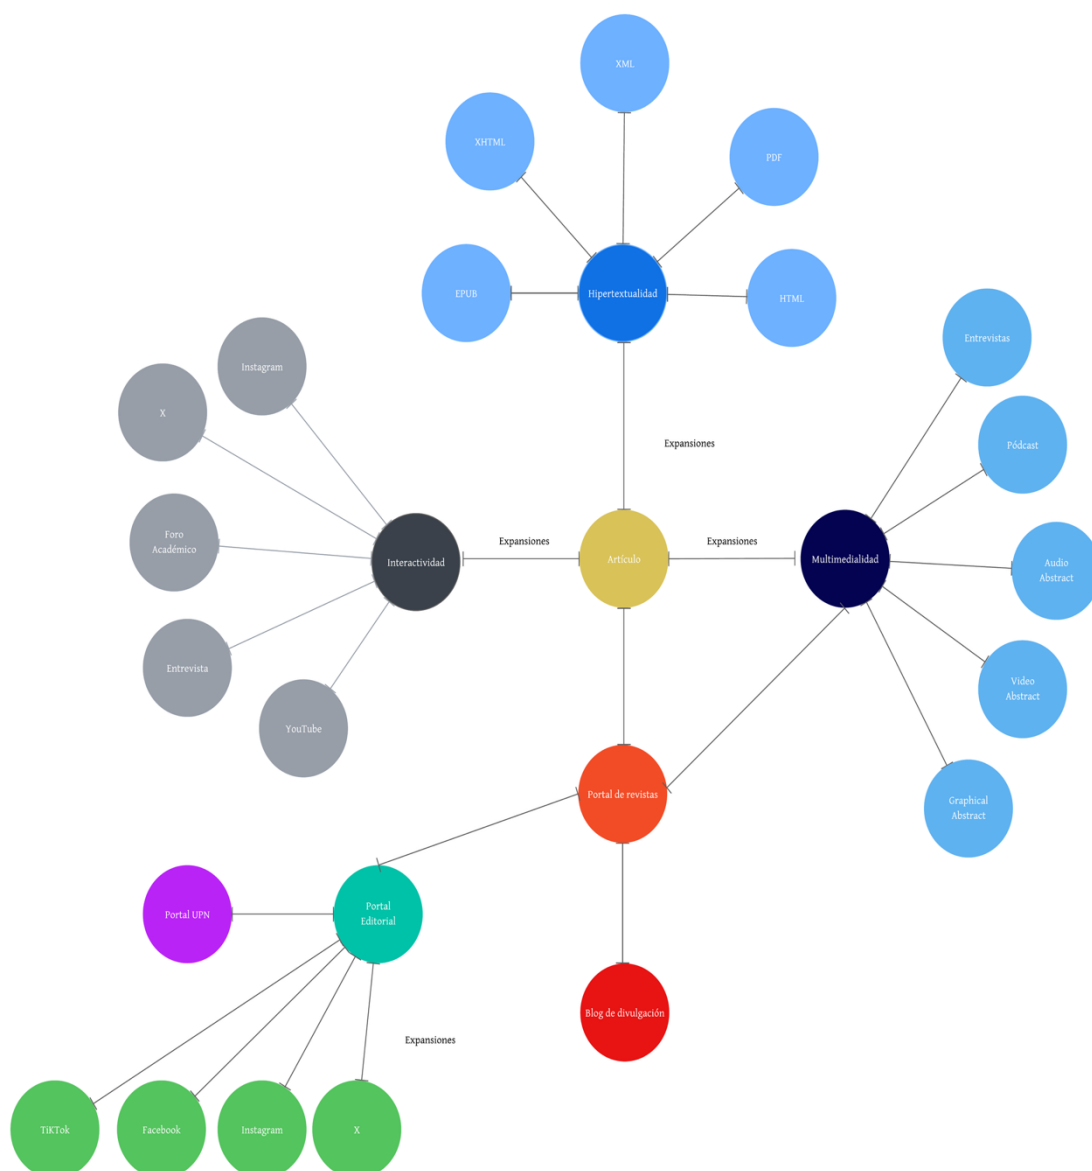 XML
XHTML
PDF
EPUB
Hipertextualidad
HTML
Entrevistas
Instagram
X
Expansiones
Pódcast
Foro
Académico
Interactividad
Expansiones
Artículo
Expansiones
Multimedialidad
Audio
Abstract
Entrevista
Video
Abstract
YouTube
Portal de revistas
Graphical
Abstract
Portal UPN
Portal
Editorial
Blog de divulgación
Expansiones
TiKTok
Facebook
Instagram
X